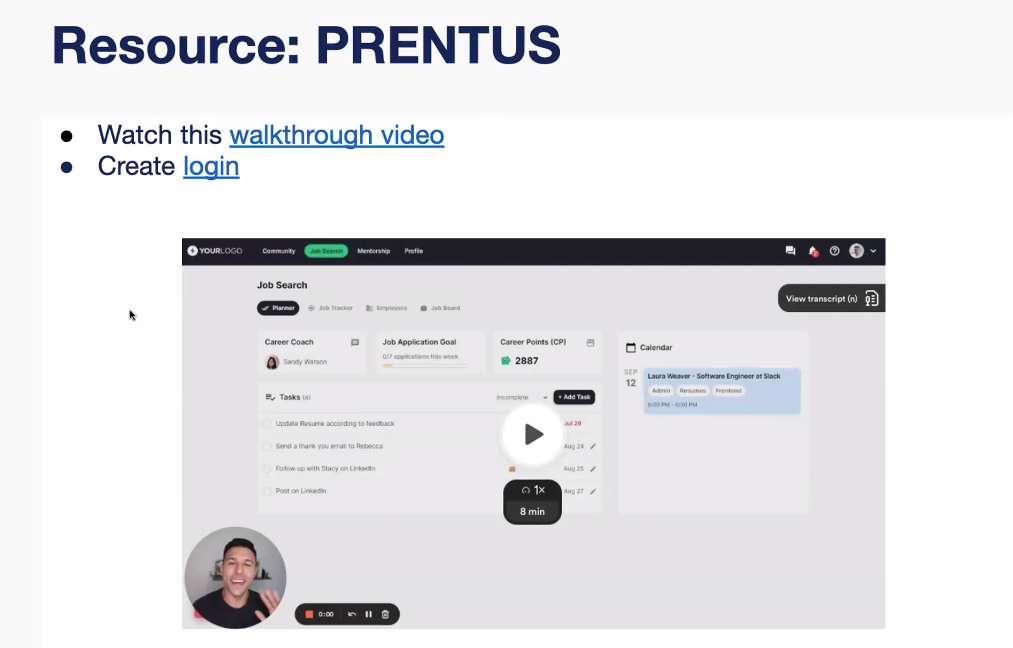 Resource: PRENTUS
Watch this walkthrough video
Create login
YOURLOGO Community Job Search Mentorship Profile
Job Search
View transcript (n)
Planner Job Tracker Employers Job Board
Career Coach Job Application Goal Career Points (CP) Calendar
Sandy Watson 0/7 applications this week 2887
SEP 12 Laura Weaver - Software Engineer at Slack
Admin Resumes Frontend
Tasks (4) Incomplete + Add Task
Update Resume according to feedback Jul 29
Send a thank you email to Rebecca Aug 24
Follow up with Stacy on LinkedIn Aug 25
Post on LinkedIn Aug 27
1×
8 min
0:00